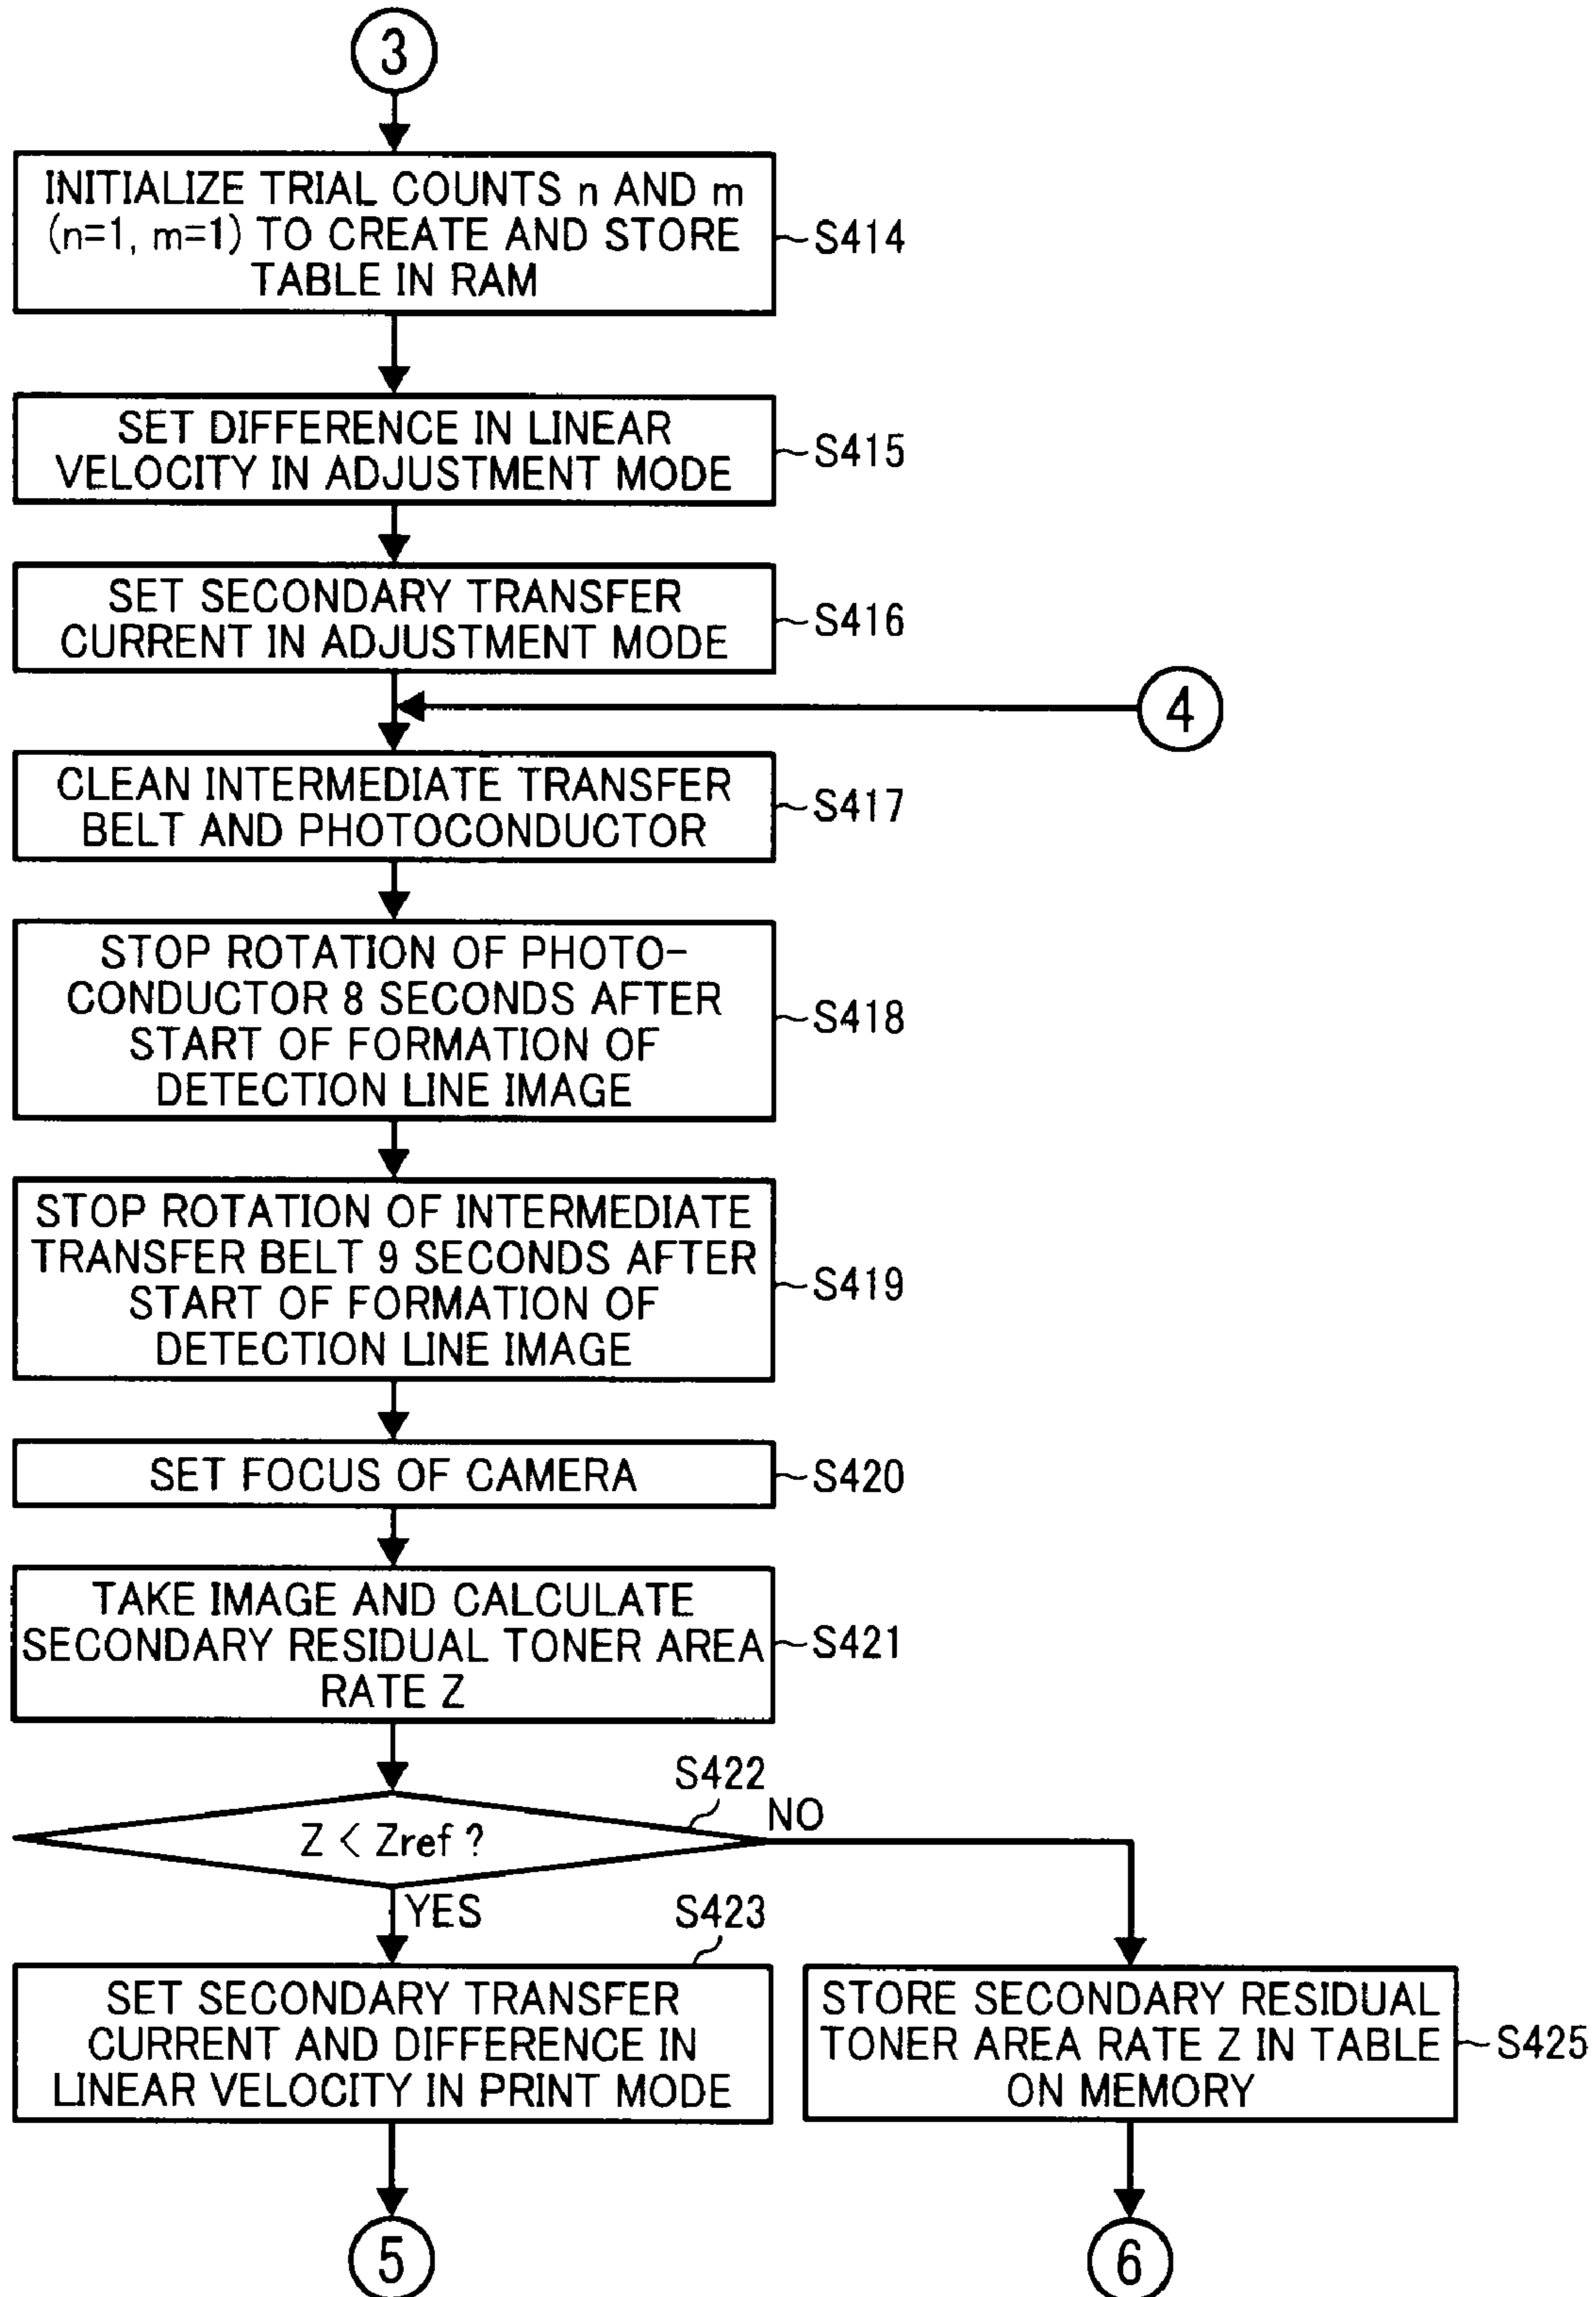 3
INITIALIZE TRIAL COUNTS n AND m
(n=1, m=1) TO CREATE AND STORE
TABLE IN RAM
S414
SET DIFFERENCE IN LINEAR
VELOCITY IN ADJUSTMENT MODE
S415
SET SECONDARY TRANSFER
CURRENT IN ADJUSTMENT MODE
S416
4
CLEAN INTERMEDIATE TRANSFER
BELT AND PHOTOCONDUCTOR
S417
STOP ROTATION OF PHOTO-
CONDUCTOR 8 SECONDS AFTER
START OF FORMATION OF
DETECTION LINE IMAGE
S418
STOP ROTATION OF INTERMEDIATE
TRANSFER BELT 9 SECONDS AFTER
START OF FORMATION OF
DETECTION LINE IMAGE
S419
SET FOCUS OF CAMERA
S420
TAKE IMAGE AND CALCULATE
SECONDARY RESIDUAL TONER AREA
RATE Z
S421
S422
Z < Zref ?
NO
YES
S423
SET SECONDARY TRANSFER
CURRENT AND DIFFERENCE IN
LINEAR VELOCITY IN PRINT MODE
STORE SECONDARY RESIDUAL
TONER AREA RATE Z IN TABLE
ON MEMORY
S425
5
6